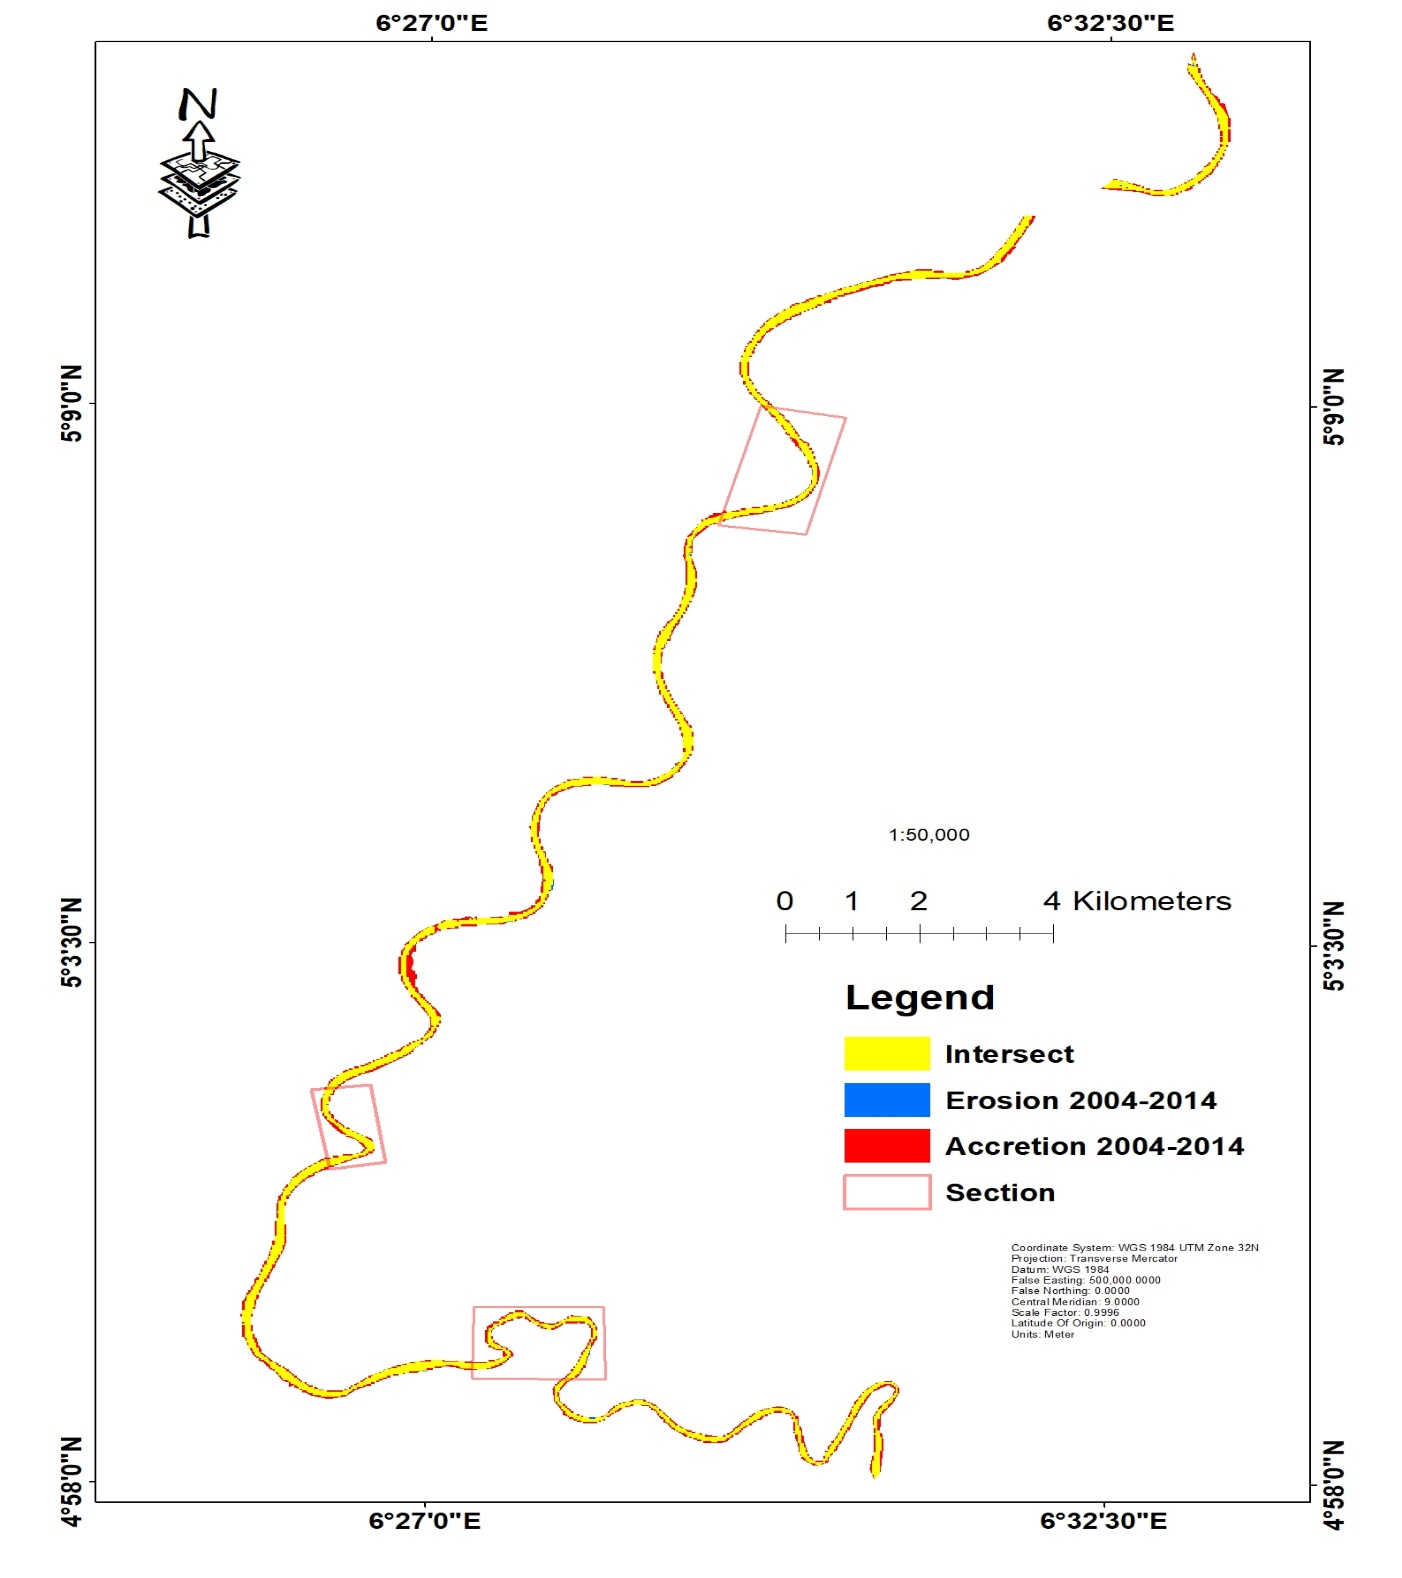 6°27'0"E
6°32'30"E
N
5°9'0"N
5°9'0"N
1:50,000
0 1 2 4 Kilometers
5°3'30"N
5°3'30"N
Legend
Intersect
Erosion 2004-2014
Accretion 2004-2014
Section
Coordinate System: WGS 1984 UTM Zone 32N
Projection: Transverse Mercator
Datum: WGS 1984
False Easting: 500,000.0000
False Northing: 0.0000
Central Meridian: 9.0000
Scale Factor: 0.9996
Latitude Of Origin: 0.0000
Units: Meter
4°58'0"N
4°58'0"N
6°27'0"E
6°32'30"E